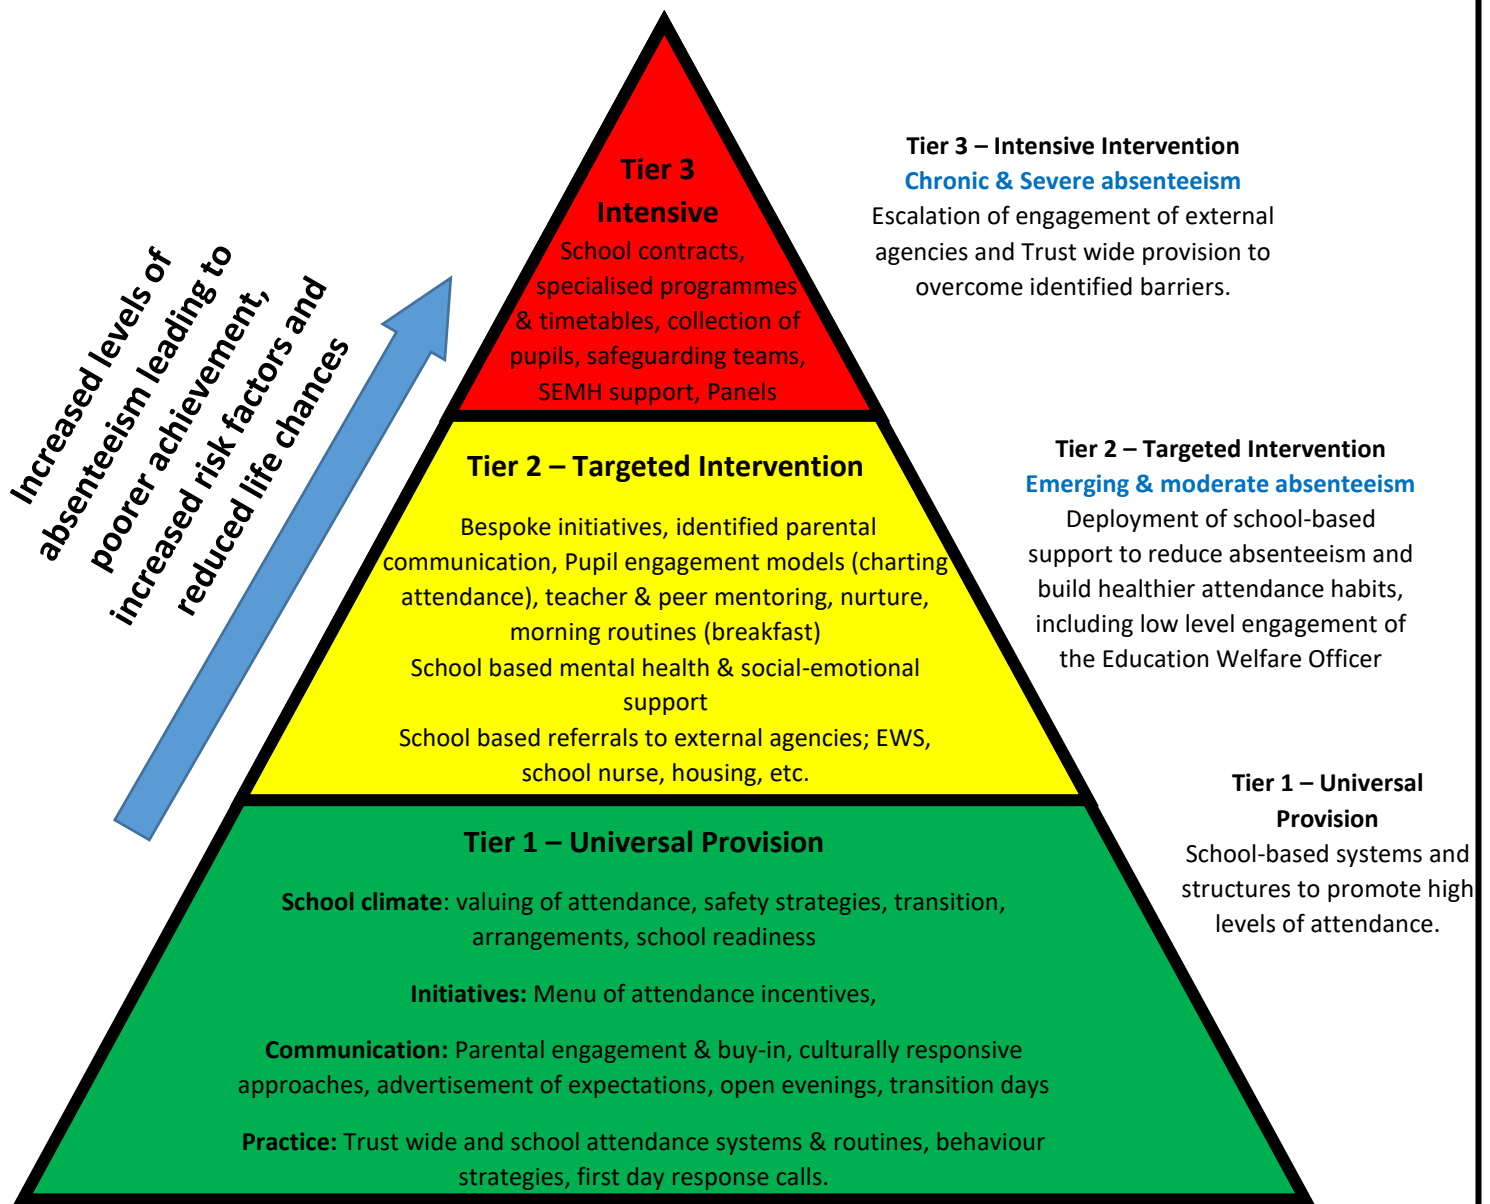 Increased levels of
absenteeism leading to
poorer achievement,
increased risk factors and
reduced life chances
Tier 3
Intensive
School contracts,
specialised programmes
& timetables, collection of
pupils, safeguarding teams,
SEMH support, Panels
Tier 3 – Intensive Intervention
Chronic & Severe absenteeism
Escalation of engagement of external
agencies and Trust wide provision to
overcome identified barriers.
Tier 2 – Targeted Intervention
Bespoke initiatives, identified parental
communication, Pupil engagement models (charting
attendance), teacher & peer mentoring, nurture,
morning routines (breakfast)
School based mental health & social-emotional
support
School based referrals to external agencies; EWS,
school nurse, housing, etc.
Tier 2 – Targeted Intervention
Emerging & moderate absenteeism
Deployment of school-based
support to reduce absenteeism and
build healthier attendance habits,
including low level engagement of
the Education Welfare Officer
Tier 1 – Universal Provision
School climate: valuing of attendance, safety strategies, transition,
arrangements, school readiness
Initiatives: Menu of attendance incentives,
Communication: Parental engagement & buy-in, culturally responsive
approaches, advertisement of expectations, open evenings, transition days
Practice: Trust wide and school attendance systems & routines, behaviour
strategies, first day response calls.
Tier 1 – Universal
Provision
School-based systems and
structures to promote high
levels of attendance.